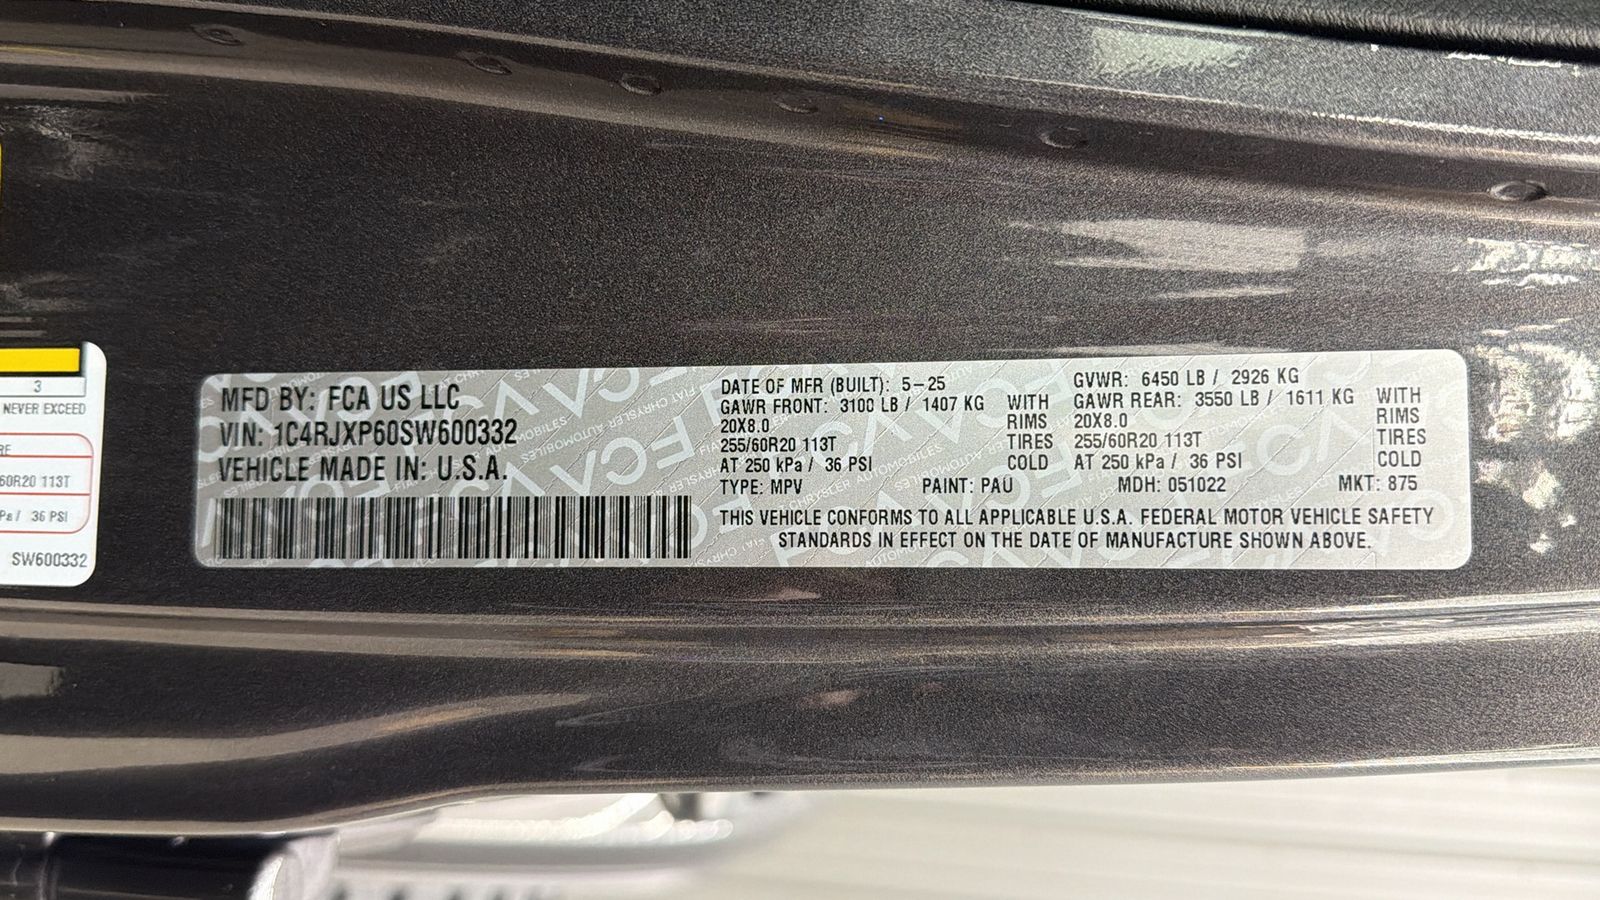 3
NEVER EXCEED
60R20 113T
36 PSI
SW600332
MFD BY: FCA US LLC
VIN: 1C4RJXP60SW600332
VEHICLE MADE IN: U.S.A.
DATE OF MFR (BUILT): 5-25
GAWR FRONT: 3100 LB / 1407 KG WITH
20X8.0 RIMS
255/60R20 113T TIRES
AT 250 kPa / 36 PSI COLD
GVWR: 6450 LB / 2926 KG
GAWR REAR: 3550 LB / 1611 KG WITH
20X8.0 RIMS
255/60R20 113T TIRES
AT 250 kPa / 36 PSI COLD
TYPE: MPV PAINT: PAU MDH: 051022 MKT: 875
THIS VEHICLE CONFORMS TO ALL APPLICABLE U.S.A. FEDERAL MOTOR VEHICLE SAFETY
STANDARDS IN EFFECT ON THE DATE OF MANUFACTURE SHOWN ABOVE.